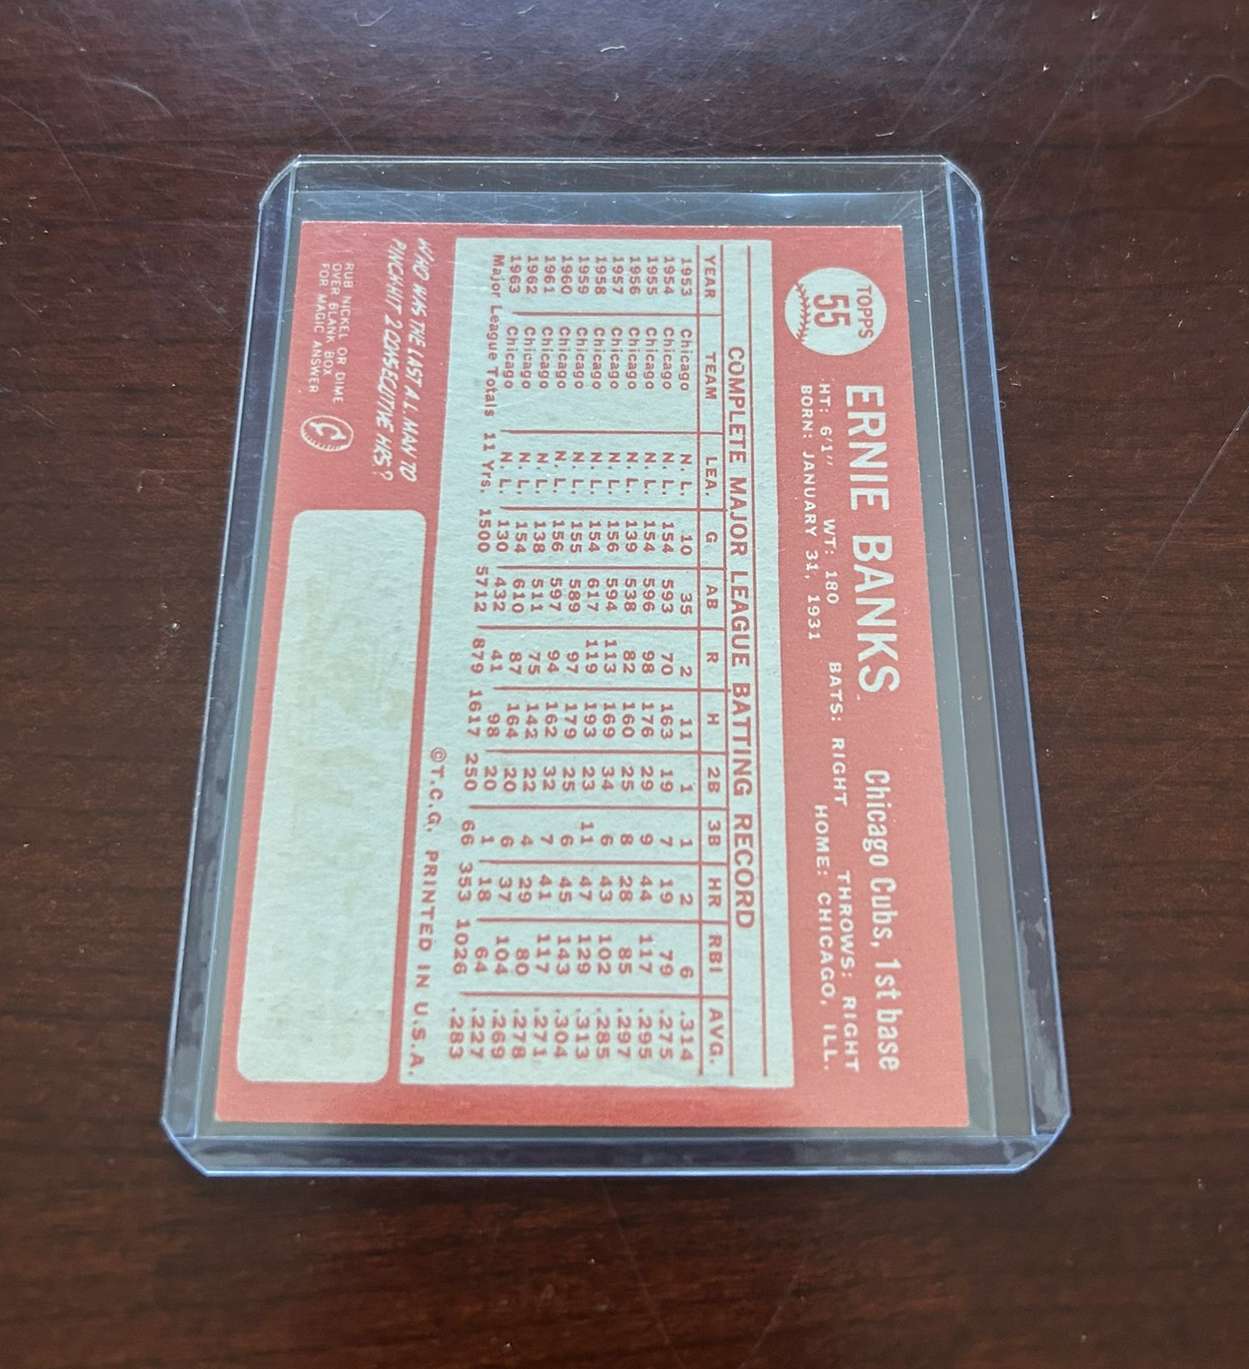 TOPPS
55
ERNIE BANKS Chicago Cubs, 1st base
HT: 6'1" WT: 180 BATS: RIGHT THROWS: RIGHT
BORN: JANUARY 31, 1931 HOME: CHICAGO, ILL.
COMPLETE MAJOR LEAGUE BATTING RECORD
YEAR TEAM LEA. G AB R H 2B 3B HR RBI AVG.
1953 Chicago N. L. 10 35 2 11 1 1 2 6 .314
1954 Chicago N. L. 154 593 70 163 19 7 19 79 .275
1955 Chicago N. L. 154 596 98 176 29 9 44 117 .295
1956 Chicago N. L. 139 538 82 160 25 8 28 85 .297
1957 Chicago N. L. 156 594 113 169 34 6 43 102 .285
1958 Chicago N. L. 154 617 119 193 23 11 47 129 .313
1959 Chicago N. L. 155 589 97 179 25 6 45 143 .304
1960 Chicago N. L. 156 597 94 162 32 7 41 117 .271
1961 Chicago N. L. 138 511 75 142 22 4 29 80 .278
1962 Chicago N. L. 154 610 87 164 20 6 37 104 .269
1963 Chicago N. L. 130 432 41 98 20 1 18 64 .227
Major League Totals 11 Yrs. 1500 5712 879 1617 250 66 353 1026 .283
©T.C.G. PRINTED IN U.S.A.
WHO WAS THE LAST A.L. MAN TO
PINCH-HIT 2 CONSECUTIVE HRS.?
RUB NICKEL OR DIME
OVER BLANK BOX
FOR MAGIC ANSWER